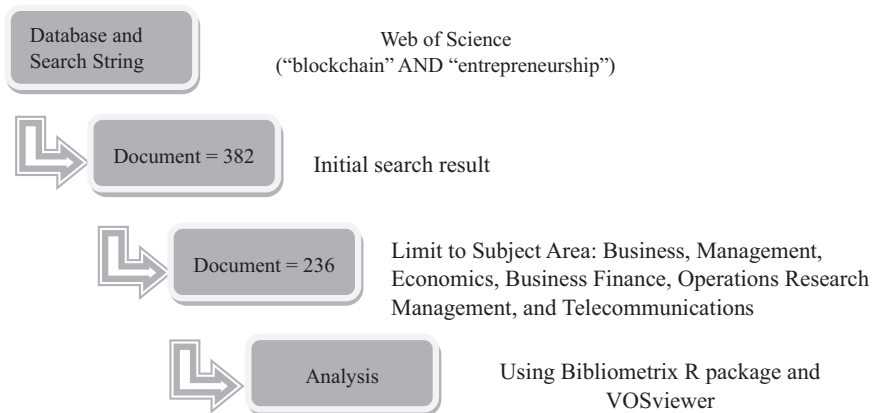 Database and
Search String
Web of Science
(“blockchain” AND “entrepreneurship”)
Document = 382
Initial search result
Document = 236
Limit to Subject Area: Business, Management,
Economics, Business Finance, Operations Research
Management, and Telecommunications
Analysis
Using Bibliometrix R package and
VOSviewer